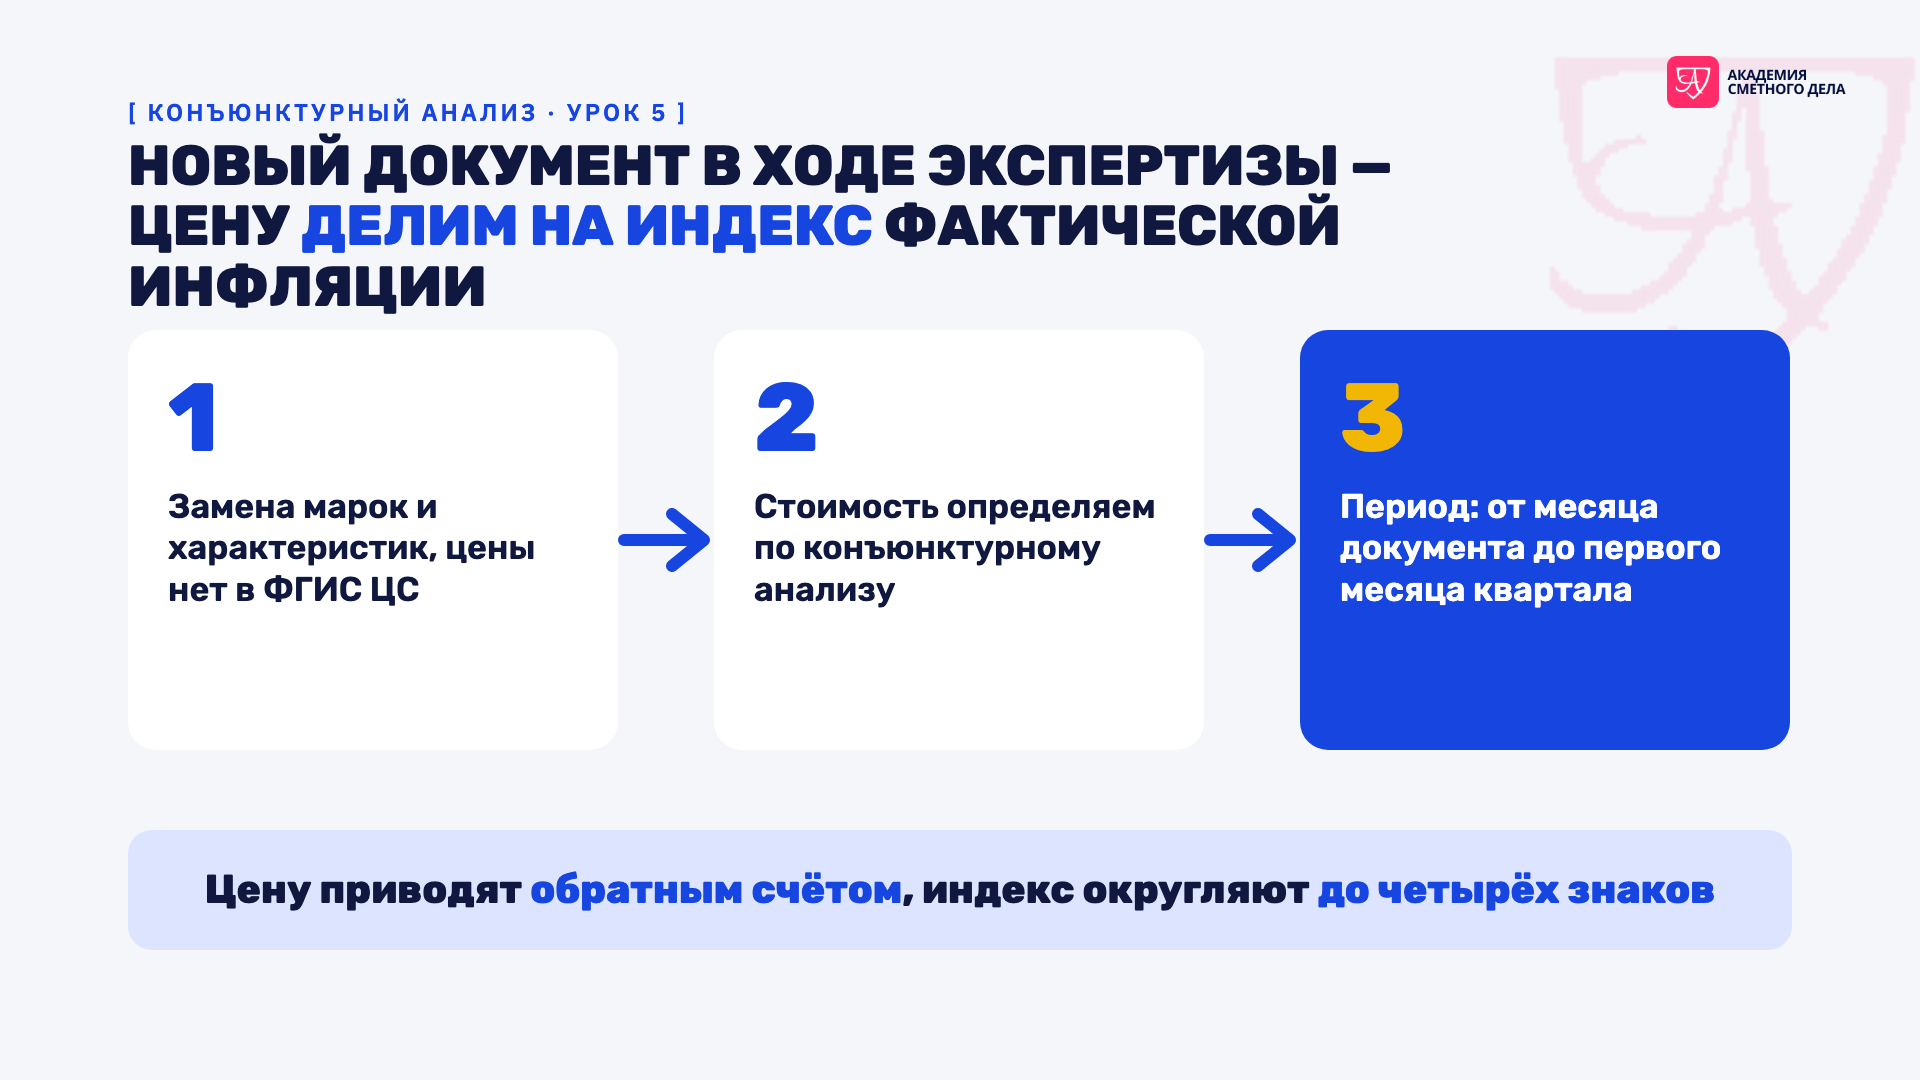 АКАДЕМИЯ
СМЕТНОГО ДЕЛА
[ КОНЪЮНКТУРНЫЙ АНАЛИЗ · УРОК 5 ]
НОВЫЙ ДОКУМЕНТ В ХОДЕ ЭКСПЕРТИЗЫ —
ЦЕНУ ДЕЛИМ НА ИНДЕКС ФАКТИЧЕСКОЙ
ИНФЛЯЦИИ
1
Замена марок и
характеристик, цены
нет в ФГИС ЦС
2
Стоимость определяем
по конъюнктурному
анализу
3
Период: от месяца
документа до первого
месяца квартала
Цену приводят обратным счётом, индекс округляют до четырёх знаков